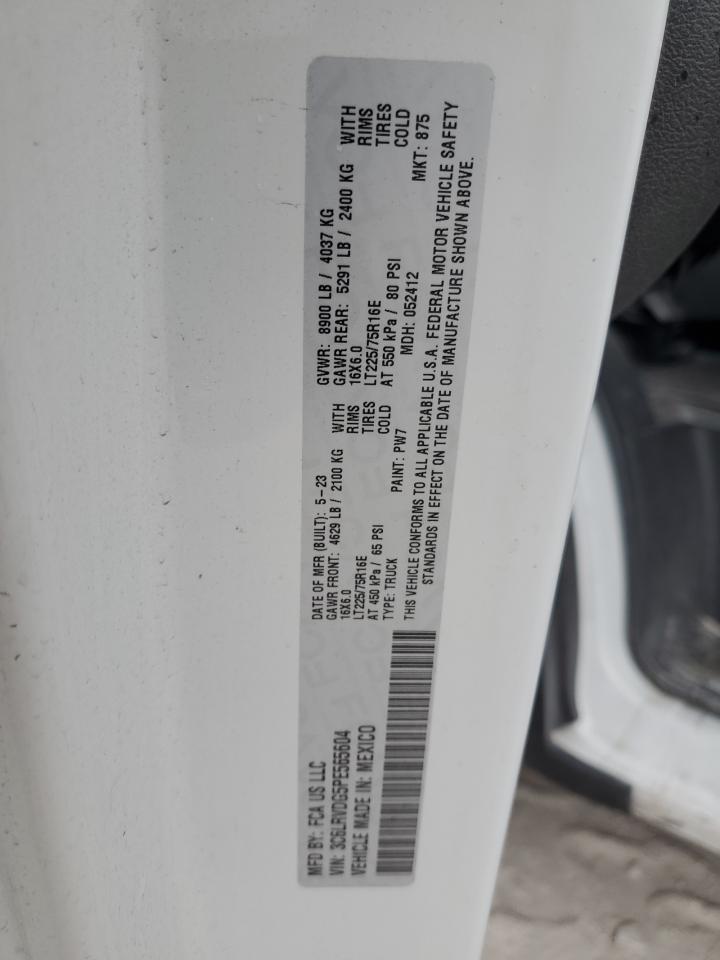 MFD BY: FCA US LLC
VIN: 3C6LRVDG5PE565604
VEHICLE MADE IN: MEXICO
DATE OF MFR (BUILT): 5-23
GAWR FRONT: 4629 LB / 2100 KG WITH
16X6.0 RIMS
LT225/75R16E TIRES
AT 450 kPa / 65 PSI COLD
TYPE: TRUCK PAINT: PW7
GVWR: 8900 LB / 4037 KG
GAWR REAR: 5291 LB / 2400 KG WITH
16X6.0 RIMS
LT225/75R16E TIRES
AT 550 kPa / 80 PSI COLD
MDH: 052412 MKT: 875
THIS VEHICLE CONFORMS TO ALL APPLICABLE U.S.A. FEDERAL MOTOR VEHICLE SAFETY
STANDARDS IN EFFECT ON THE DATE OF MANUFACTURE SHOWN ABOVE.